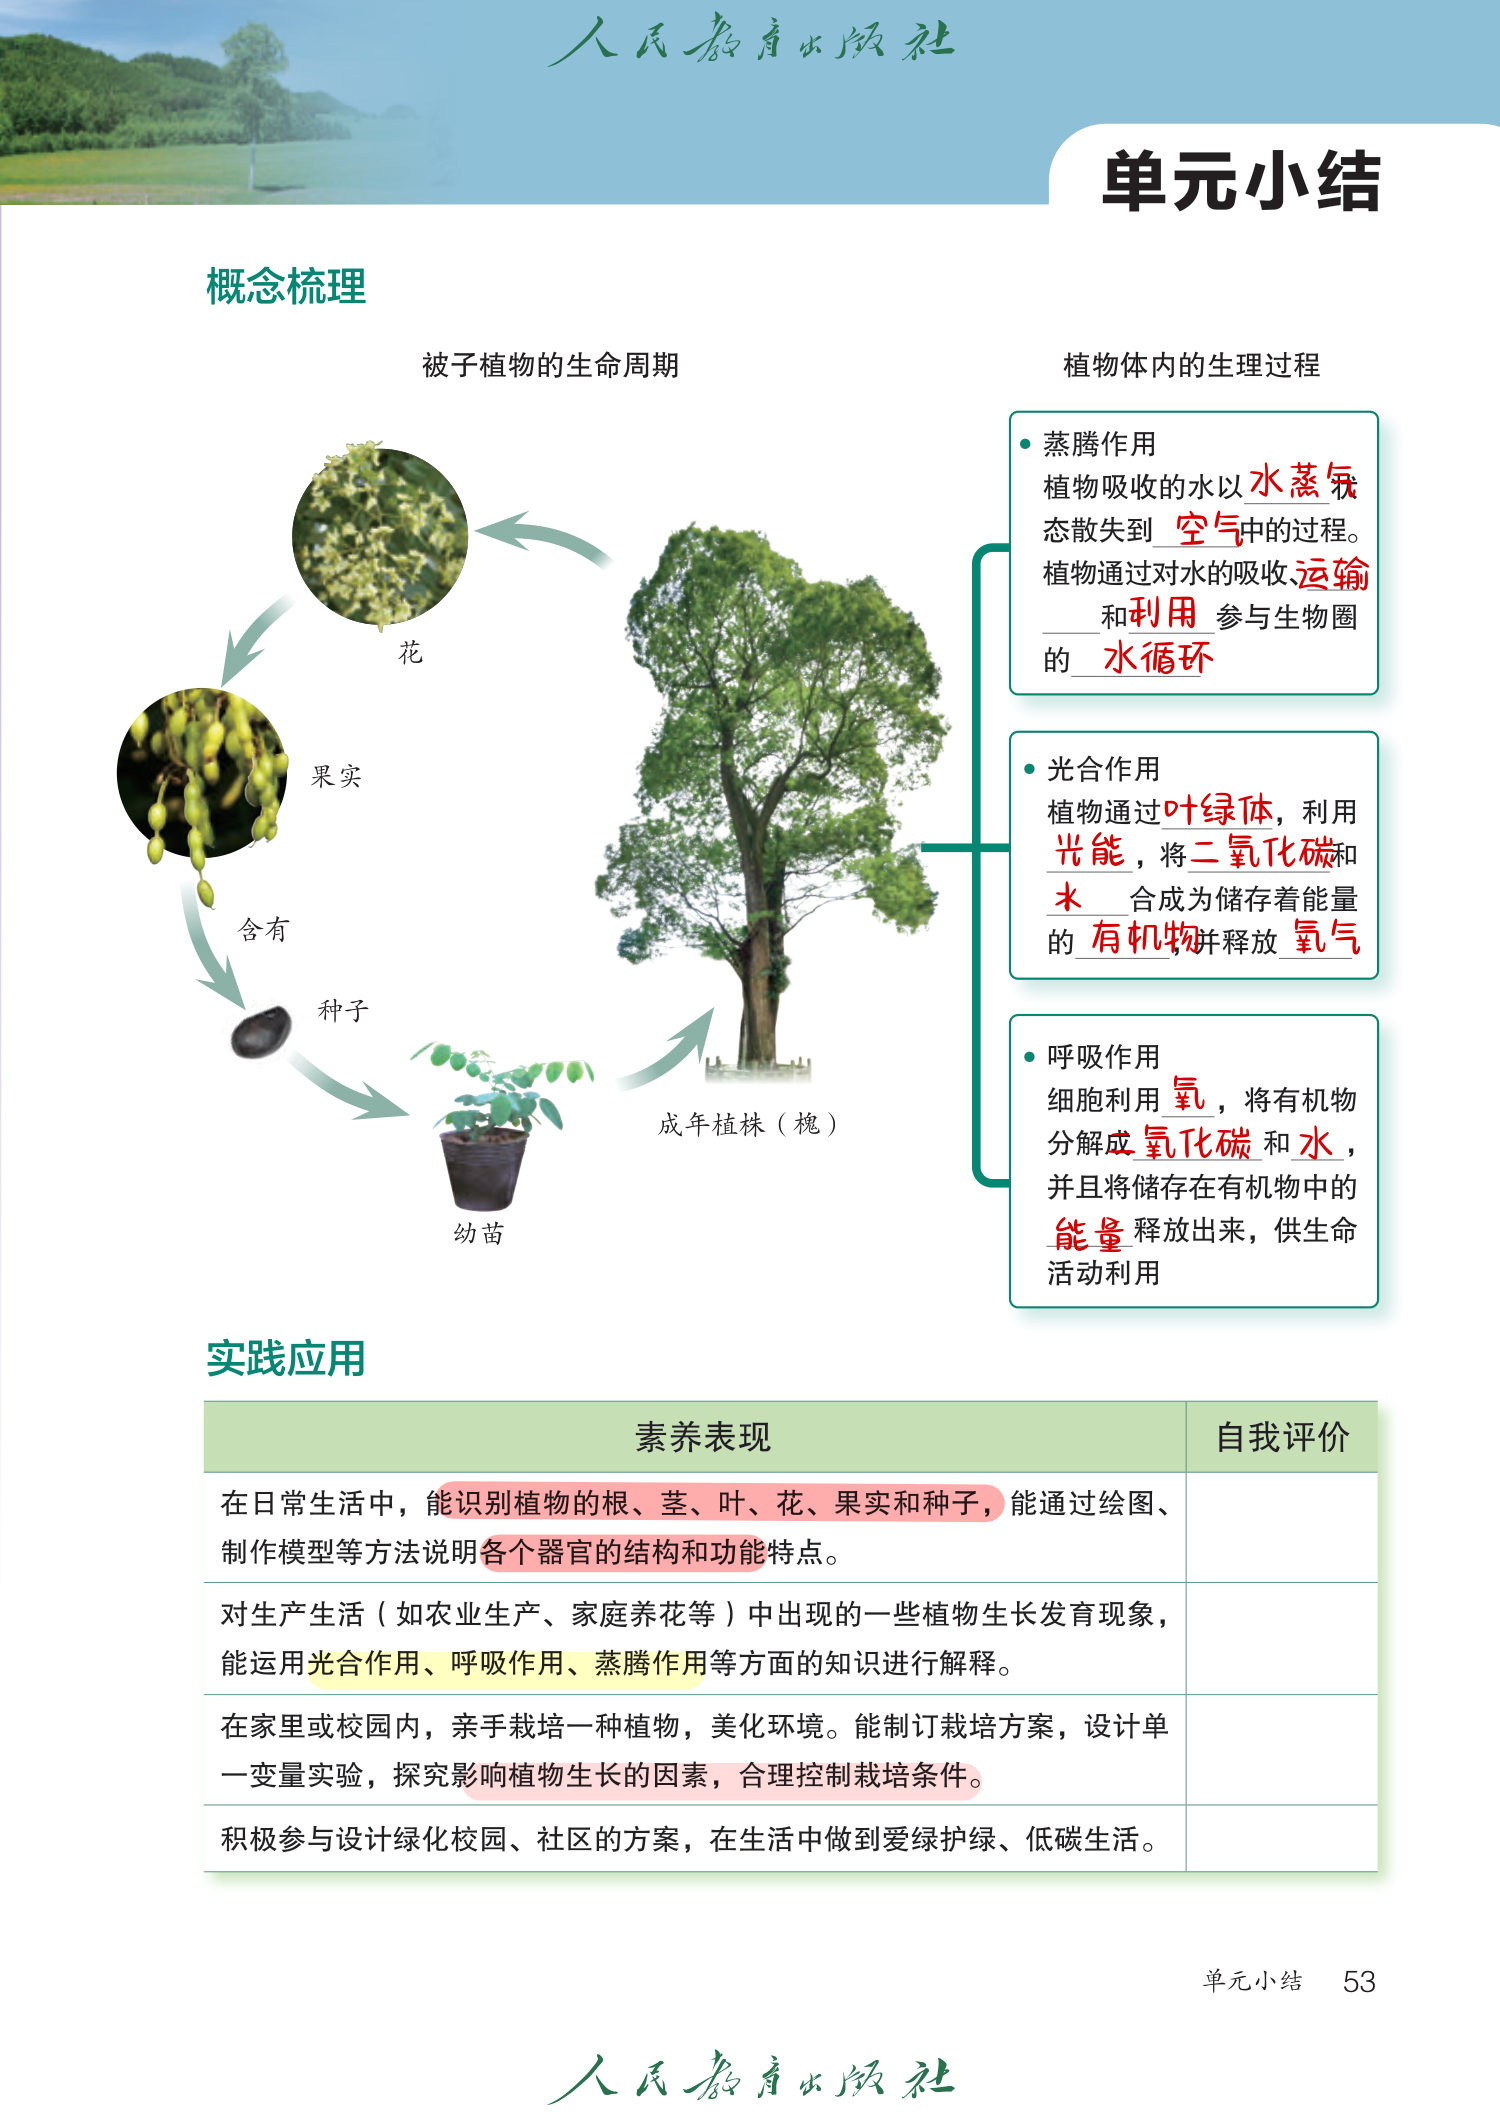 人民教育出版社
单元小结
概念梳理
被子植物的生命周期
植物体内的生理过程
花
果实
含有
种子
幼苗
成年植株（槐）
• 蒸腾作用
植物吸收的水以水蒸气状
态散失到空气中的过程。
植物通过对水的吸收、运输
和利用参与生物圈
的水循环
• 光合作用
植物通过叶绿体，利用
光能，将二氧化碳和
水合成为储存着能量
的有机物，并释放氧气
• 呼吸作用
细胞利用氧，将有机物
分解成二氧化碳和水，
并且将储存在有机物中的
能量释放出来，供生命
活动利用
实践应用
素养表现 自我评价
在日常生活中，能识别植物的根、茎、叶、花、果实和种子，能通过绘图、
制作模型等方法说明各个器官的结构和功能特点。
对生产生活（如农业生产、家庭养花等）中出现的一些植物生长发育现象，
能运用光合作用、呼吸作用、蒸腾作用等方面的知识进行解释。
在家里或校园内，亲手栽培一种植物，美化环境。能制订栽培方案，设计单
一变量实验，探究影响植物生长的因素，合理控制栽培条件。
积极参与设计绿化校园、社区的方案，在生活中做到爱绿护绿、低碳生活。
单元小结 53
人民教育出版社